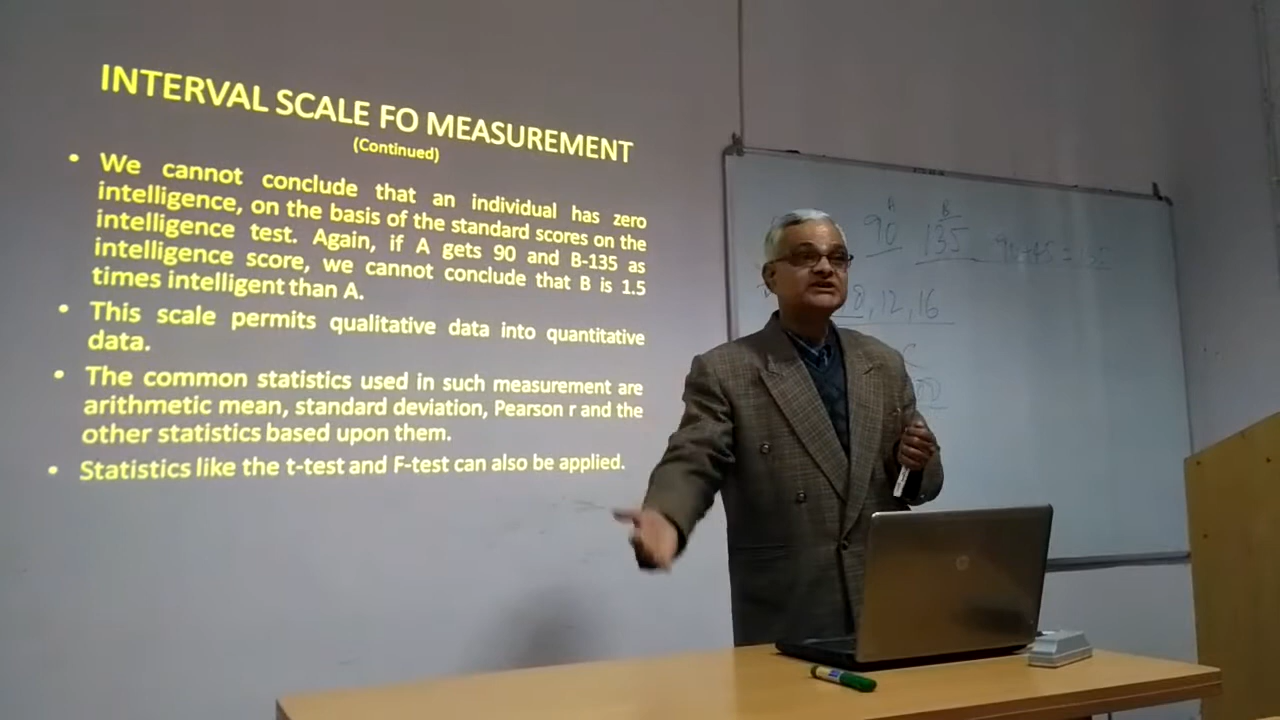 INTERVAL SCALE FO MEASUREMENT
(Continued)
• We cannot conclude that an individual has zero
intelligence, on the basis of the standard scores on the
intelligence test. Again, if A gets 90 and B-135 as
intelligence score, we cannot conclude that B is 1.5
times intelligent than A.
• This scale permits qualitative data into quantitative
data.
• The common statistics used in such measurement are
arithmetic mean, standard deviation, Pearson r and the
other statistics based upon them.
• Statistics like the t-test and F-test can also be applied.
A B
90 135 90+45 = 135
8, 12, 16
C